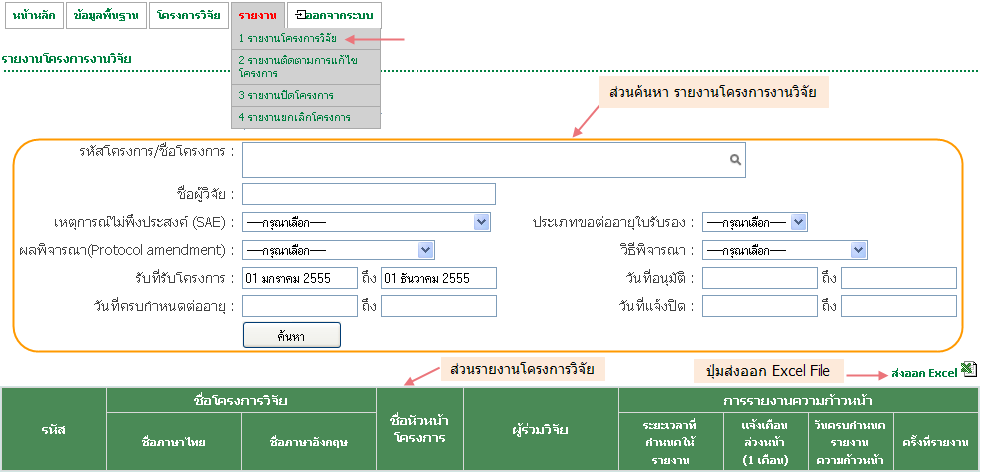 หน้าหลัก ข้อมูลพื้นฐาน โครงการวิจัย รายงาน ออกจากระบบ
1 รายงานโครงการวิจัย
2 รายงานติดตามการแก้ไข
โครงการ
3 รายงานปิดโครงการ
4 รายงานยกเลิกโครงการ
รายงานโครงการงานวิจัย
ส่วนค้นหา รายงานโครงการงานวิจัย
รหัสโครงการ/ชื่อโครงการ :
ชื่อผู้วิจัย :
เหตุการณ์ไม่พึงประสงค์ (SAE) : ----กรุณาเลือก---- ประเภทขอต่ออายุใบรับรอง : ----กรุณาเลือก----
ผลพิจารณา(Protocol amendment) : ----กรุณาเลือก---- วิธีพิจารณา : ----กรุณาเลือก----
รับที่รับโครงการ : 01 มกราคม 2555 ถึง 01 ธันวาคม 2555 วันที่อนุมัติ : ถึง
วันที่ครบกำหนดต่ออายุ : ถึง วันที่แจ้งปิด : ถึง
ค้นหา
ส่วนรายงานโครงการวิจัย ปุ่มส่งออก Excel File ส่งออก Excel
รหัส ชื่อโครงการวิจัย ชื่อภาษาไทย ชื่อภาษาอังกฤษ
ชื่อหัวหน้า
โครงการ
ผู้ร่วมวิจัย
การรายงานความก้าวหน้า
ระยะเวลาที่
กำหนดให้
รายงาน
แจ้งเตือน
ล่วงหน้า
(1 เดือน)
วันครบกำหนด
รายงาน
ความก้าวหน้า
ครั้งที่รายงาน